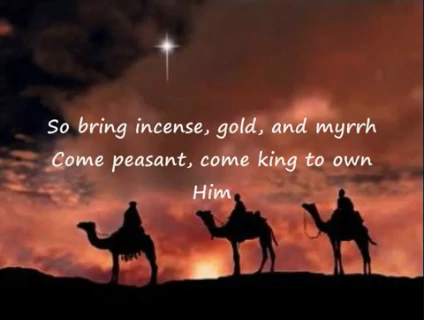 So bring incense, gold, and myrrh
Come peasant, come king to own
Him